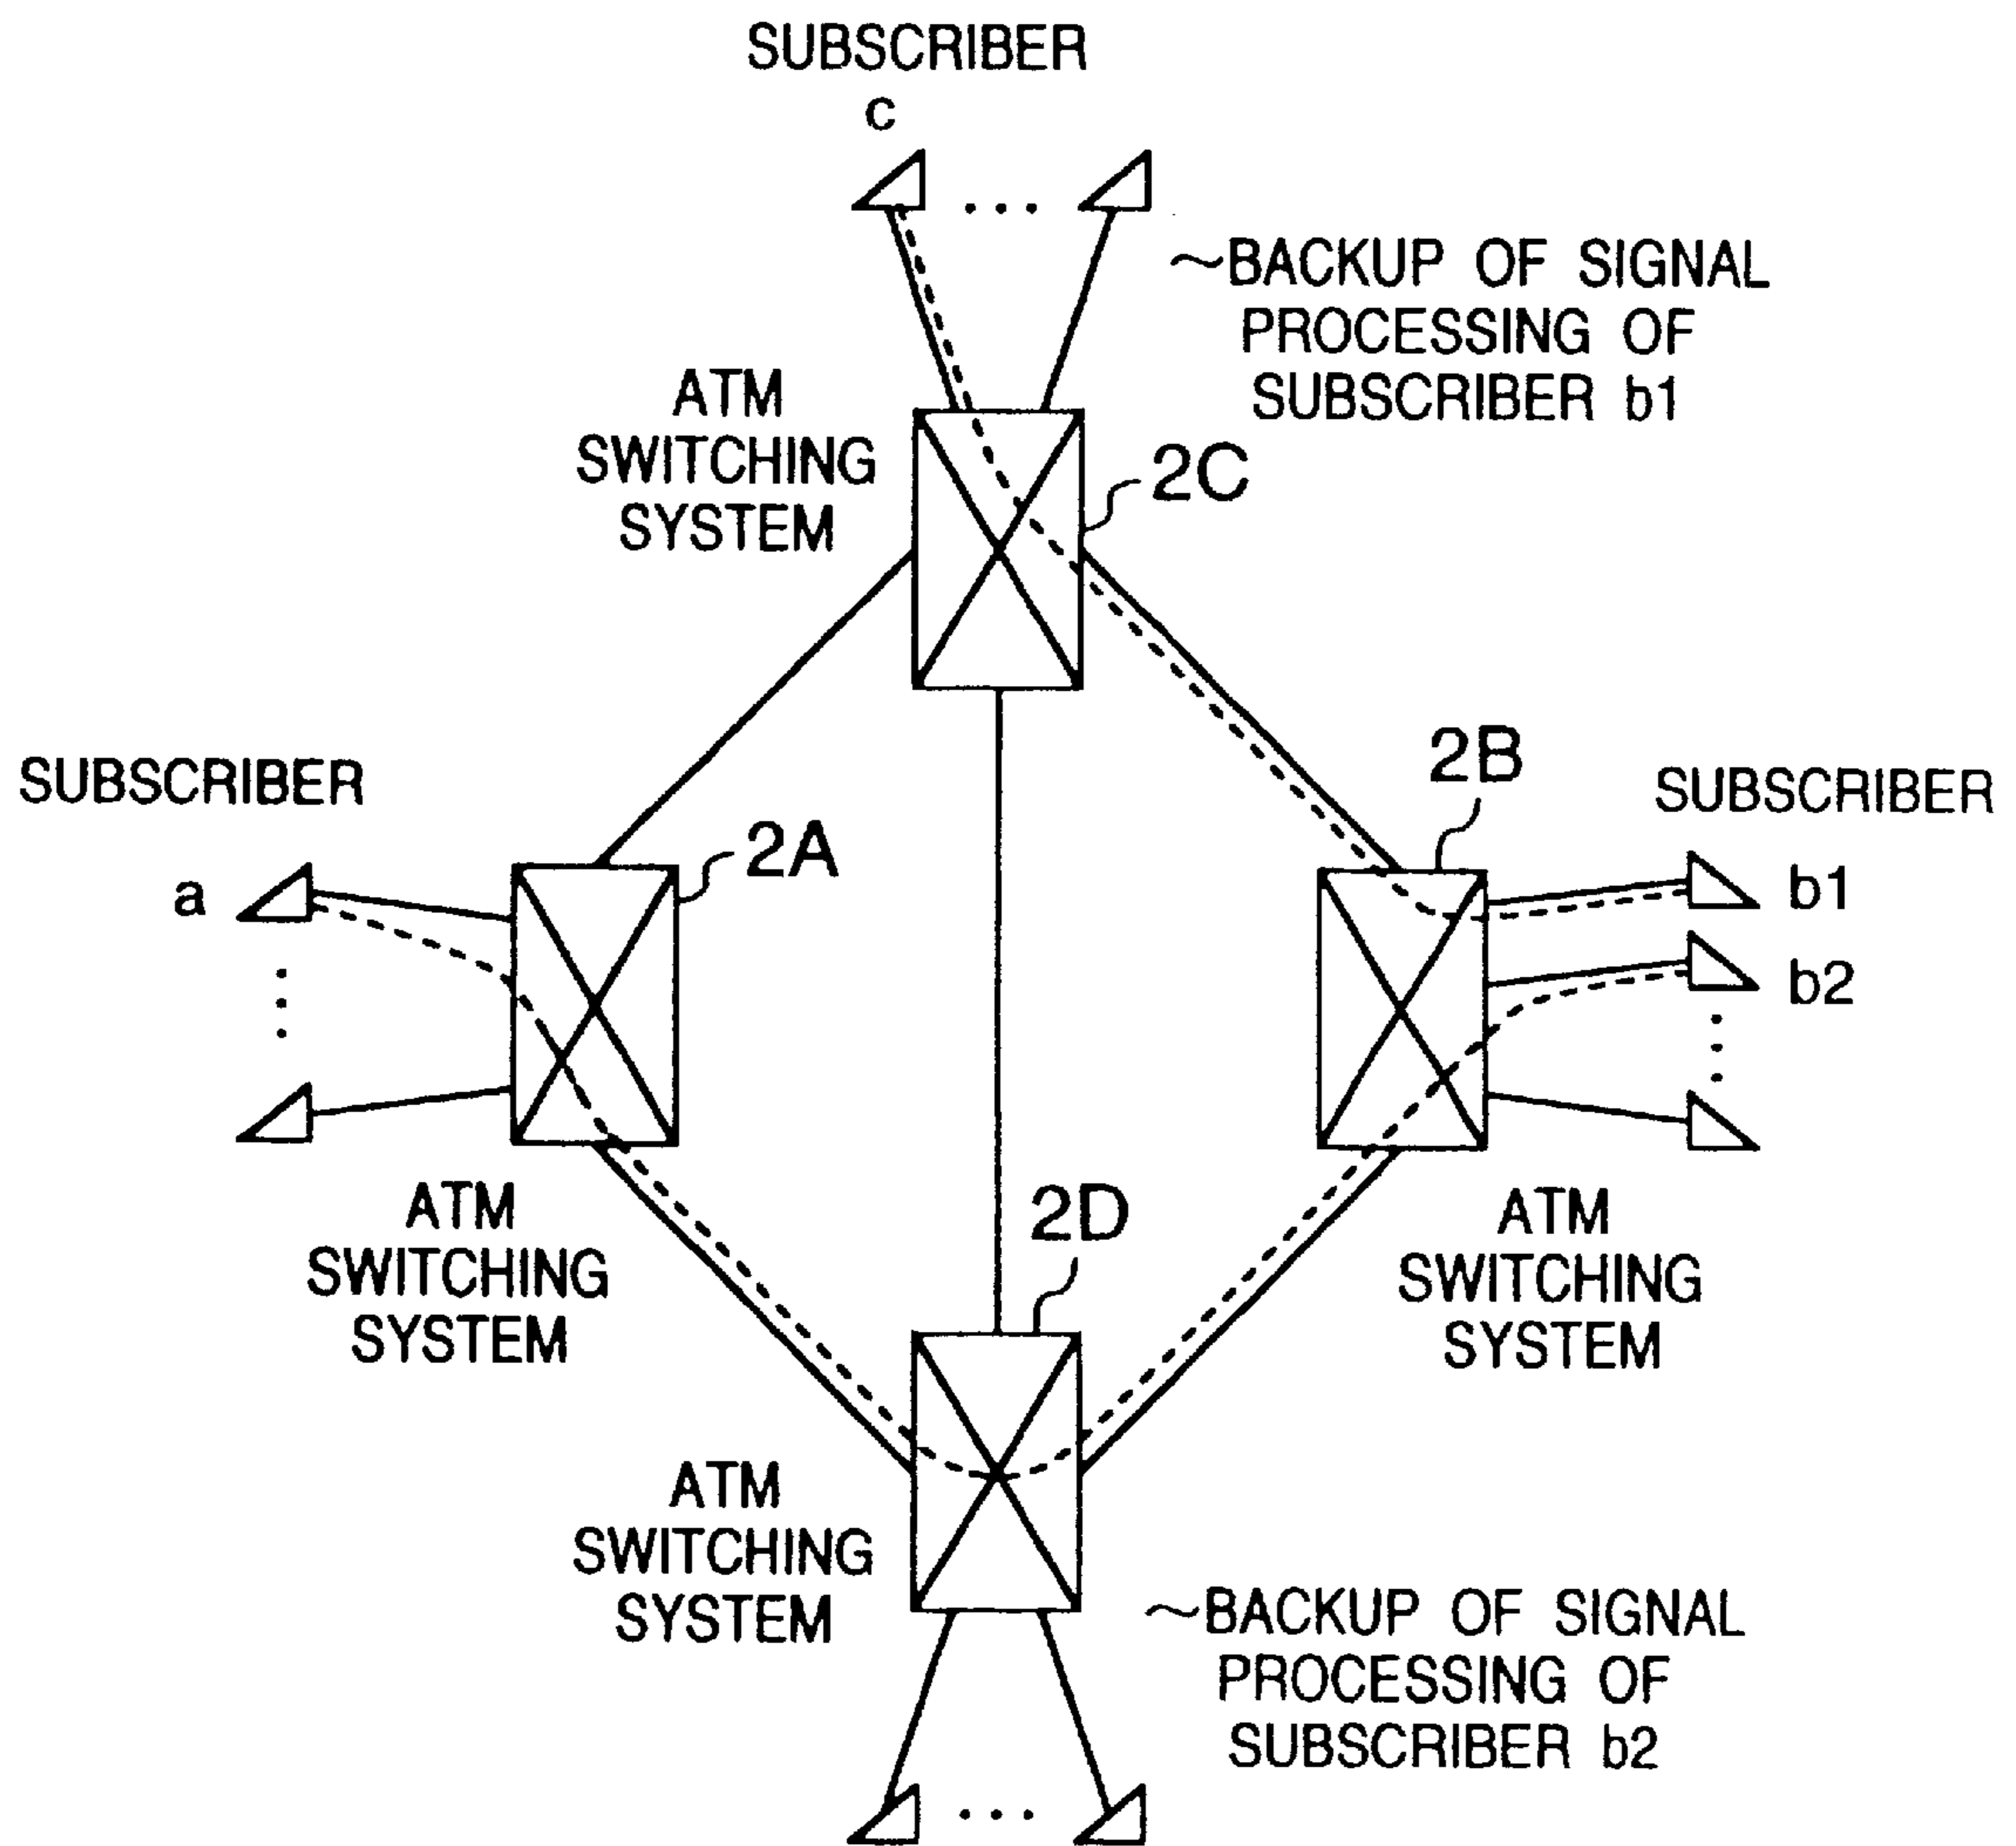 SUBSCRIBER
c
~BACKUP OF SIGNAL
PROCESSING OF
SUBSCRIBER b1
ATM
SWITCHING
SYSTEM
2C
SUBSCRIBER
2B
SUBSCRIBER
2A
a
b1
b2
ATM
SWITCHING
SYSTEM
2D
ATM
SWITCHING
SYSTEM
ATM
SWITCHING
SYSTEM
~BACKUP OF SIGNAL
PROCESSING OF
SUBSCRIBER b2